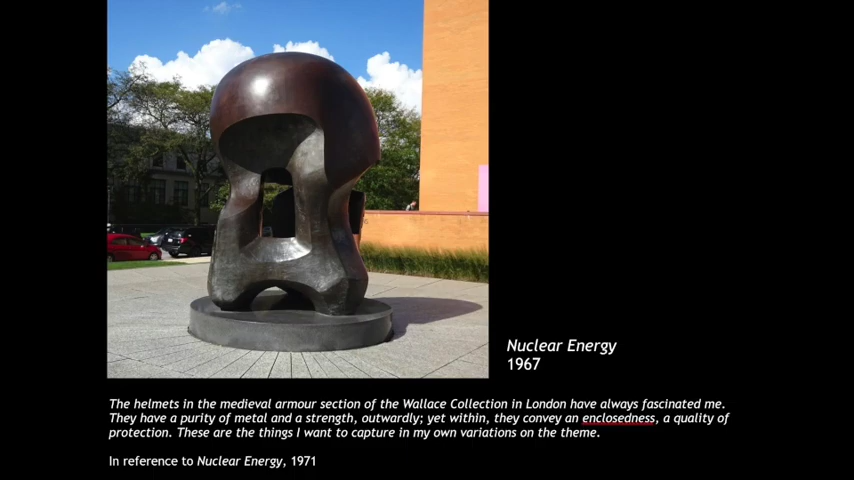 Nuclear Energy
1967
The helmets in the medieval armour section of the Wallace Collection in London have always fascinated me.
They have a purity of metal and a strength, outwardly; yet within, they convey an enclosedness, a quality of
protection. These are the things I want to capture in my own variations on the theme.
In reference to Nuclear Energy, 1971